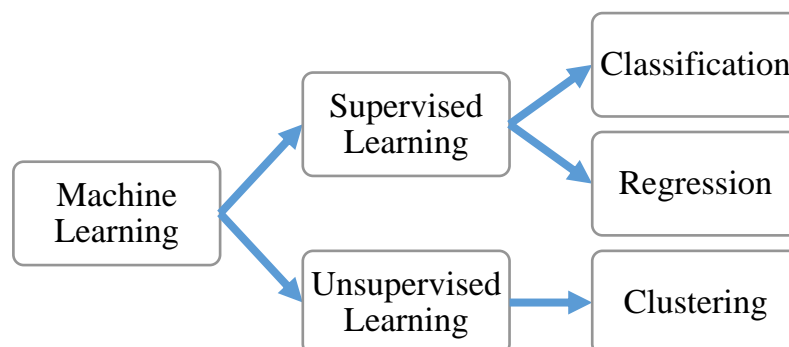 Machine
Learning
Supervised
Learning
Unsupervised
Learning
Classification
Regression
Clustering